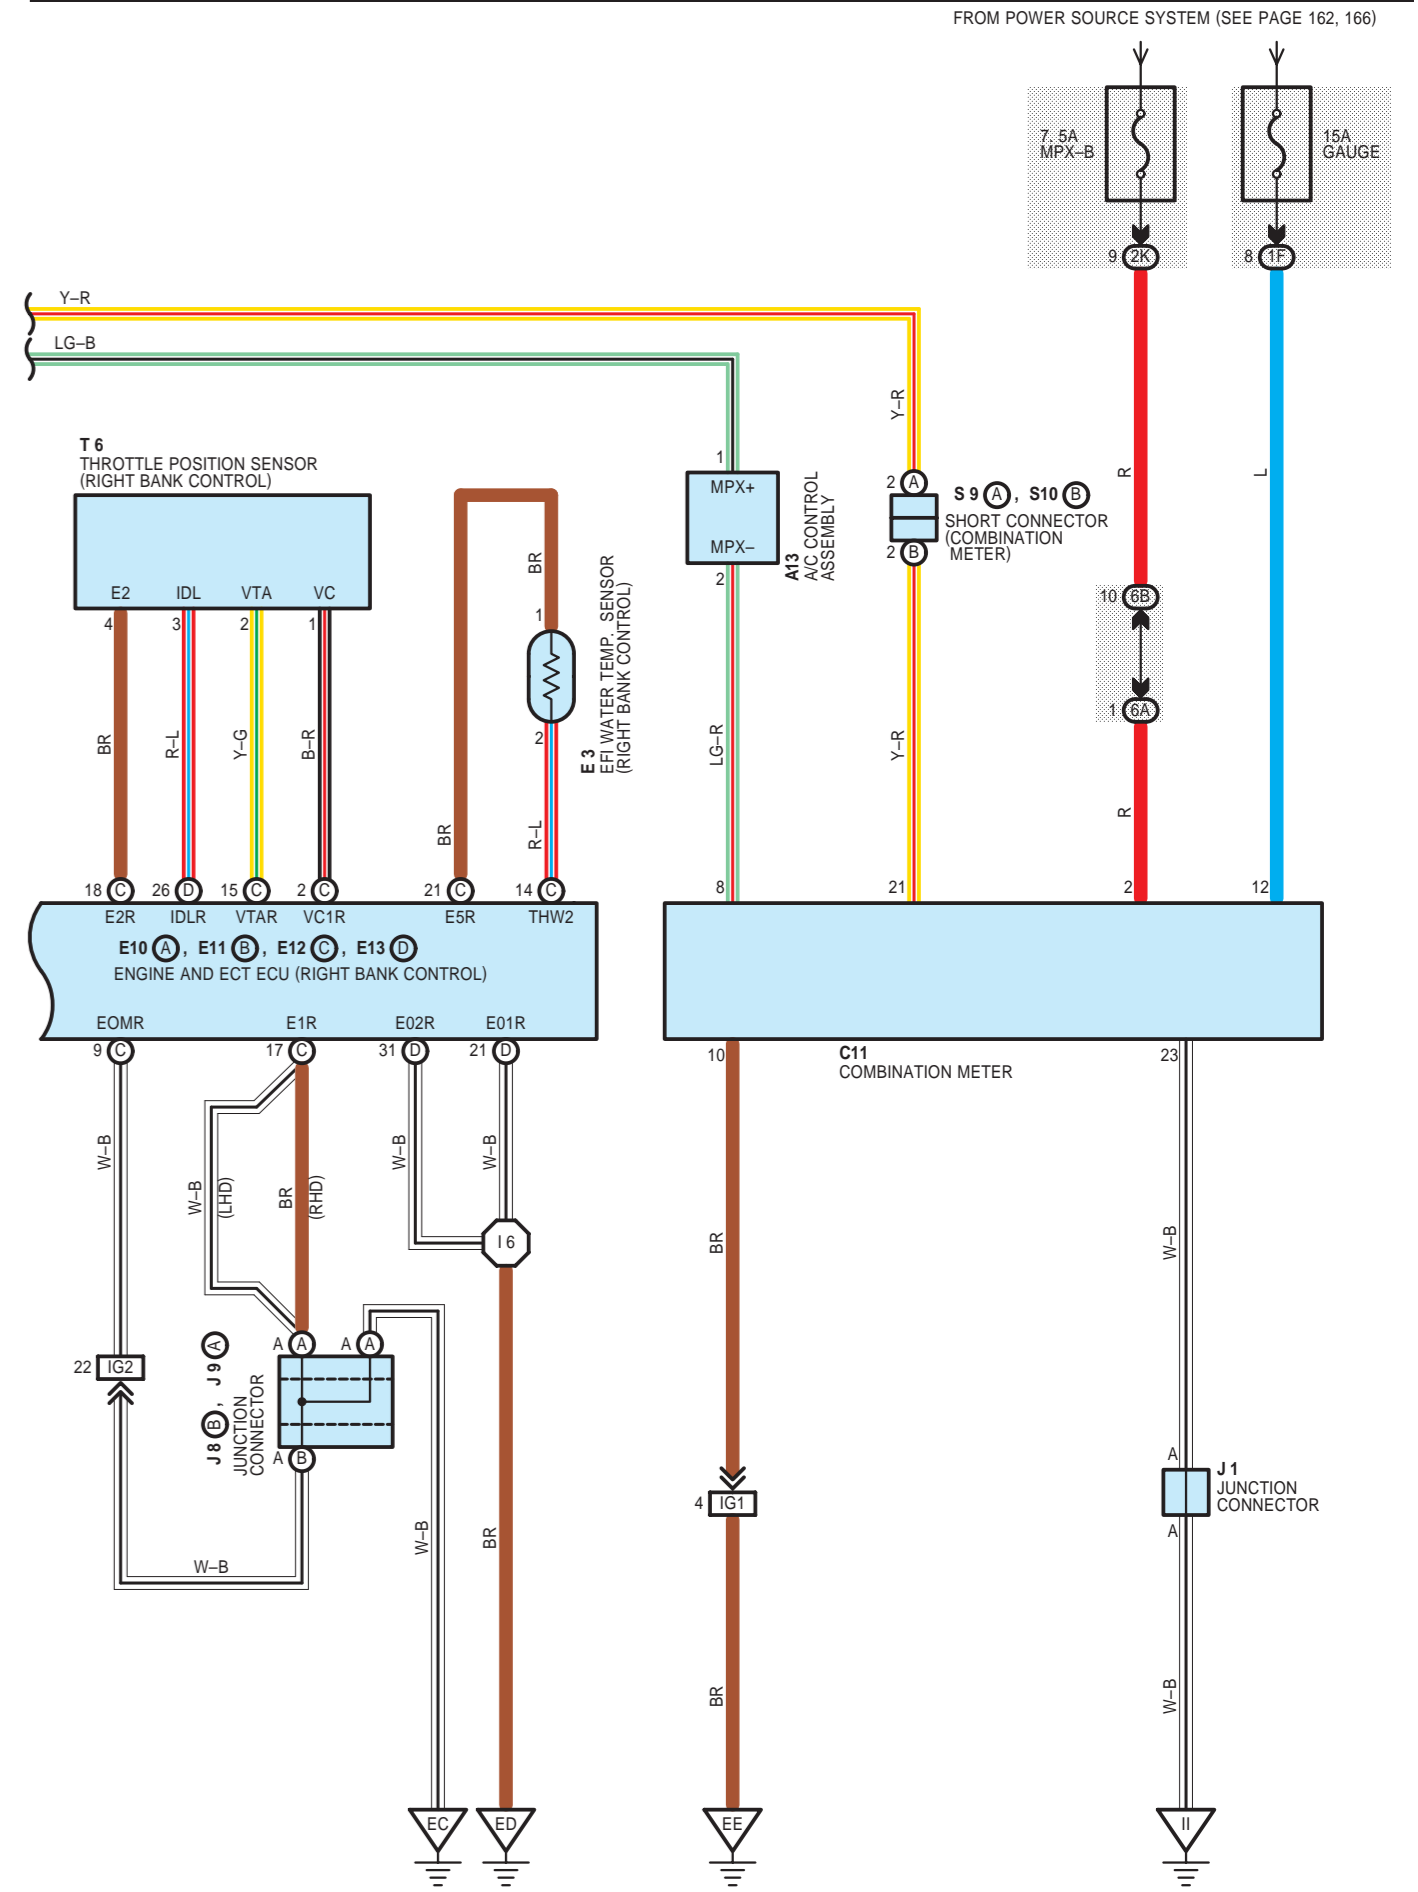 FROM POWER SOURCE SYSTEM (SEE PAGE 162, 166)
7. 5A
MPX–B
15A
GAUGE
9 2K
8 1F
Y–R
LG–B
Y–R
R
L
T 6
THROTTLE POSITION SENSOR
(RIGHT BANK CONTROL)
E2 IDL VTA VC
4 3 2 1
BR
R–L
Y–G
B–R
BR
1
2
E 3
EFI WATER TEMP. SENSOR
(RIGHT BANK CONTROL)
BR
R–L
1
MPX+
MPX–
2
A13
A/C CONTROL
ASSEMBLY
LG–R
2 A
2 B
S 9 A , S10 B
SHORT CONNECTOR
(COMBINATION
METER)
Y–R
10 6B
1 6A
R
18 C 26 D 15 C 2 C 21 C 14 C
8 21 2 12
E2R IDLR VTAR VC1R E5R THW2
E10 A , E11 B , E12 C , E13 D
ENGINE AND ECT ECU (RIGHT BANK CONTROL)
EOMR E1R E02R E01R
9 C 17 C 31 D 21 D
10 23
C11
COMBINATION METER
W–B
W–B
(LHD)
BR
(RHD)
W–B
W–B
I 6
BR
W–B
22 IG2
J 8 B , J 9 A
JUNCTION
CONNECTOR
A A A A
A B
W–B
W–B
BR
4 IG1
A
J 1
JUNCTION
CONNECTOR
A
BR
W–B
EC ED EE II